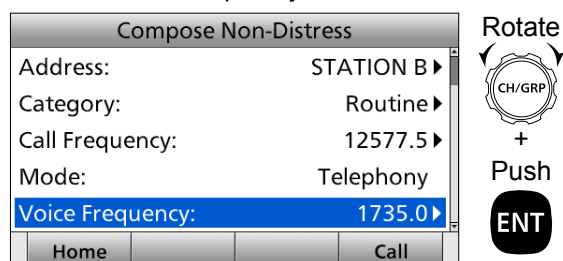 Compose Non-Distress
Address: STATION B
Category: Routine
Call Frequency: 12577.5
Mode: Telephony
Voice Frequency: 1735.0
Home Call
Rotate
CH/GRP
+
Push
ENT